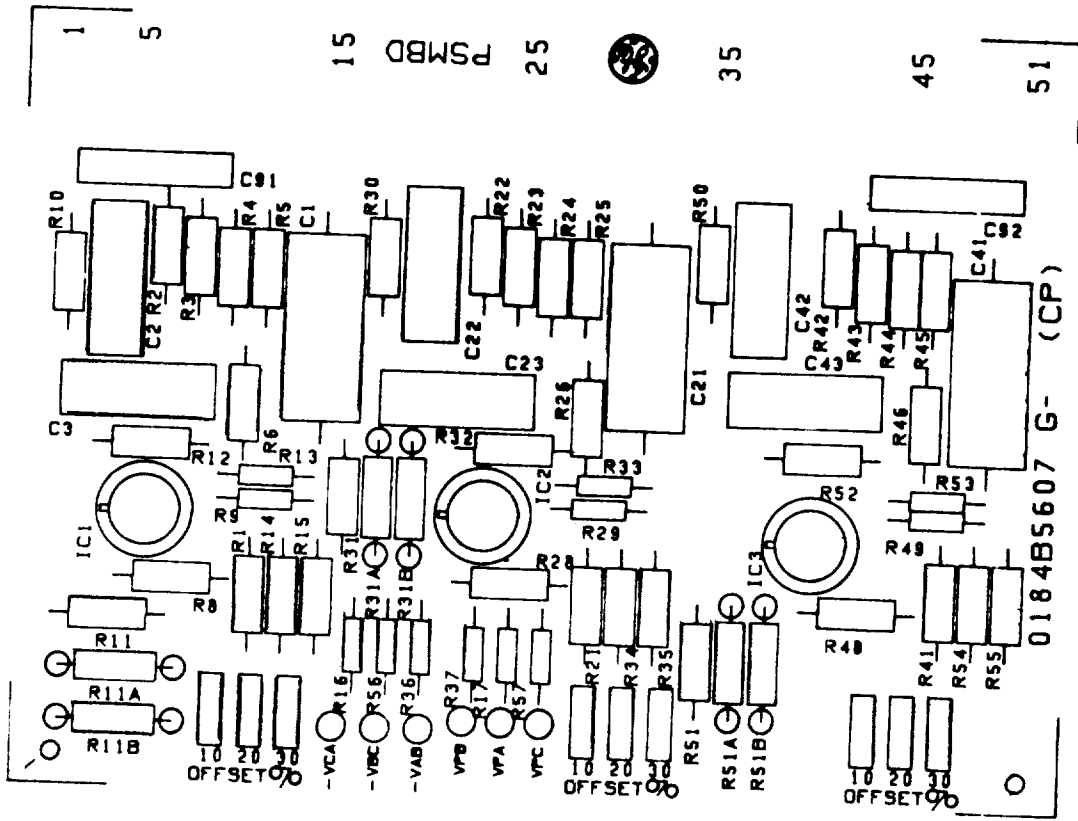 1
5
15
PSMBD
25
35
45
51
R10
C91
R4
R5
C1
R30
R22
R23
R24
R25
R50
C92
C41
R2
R3
C2
C22
C42
R42
R43
R44
R45
(CP)
C3
R6
C23
R26
C21
C43
R46
R12
R13
R32
R33
R52
R53
G-
IC1
R9
R1
R14
R15
R31
IC2
R29
IC3
R49
0184B5607
R8
R31A
R31B
R28
R48
R11
R16
R56
R36
R37
R17
R57
R21
R34
R35
R41
R54
R55
R11A
R11B
R51
R51A
R51B
-VCA
-VBC
-VAB
VPB
VPA
VPC
10
20
30
OFFSET %
10
20
30
OFFSET %
10
20
30
OFFSET %